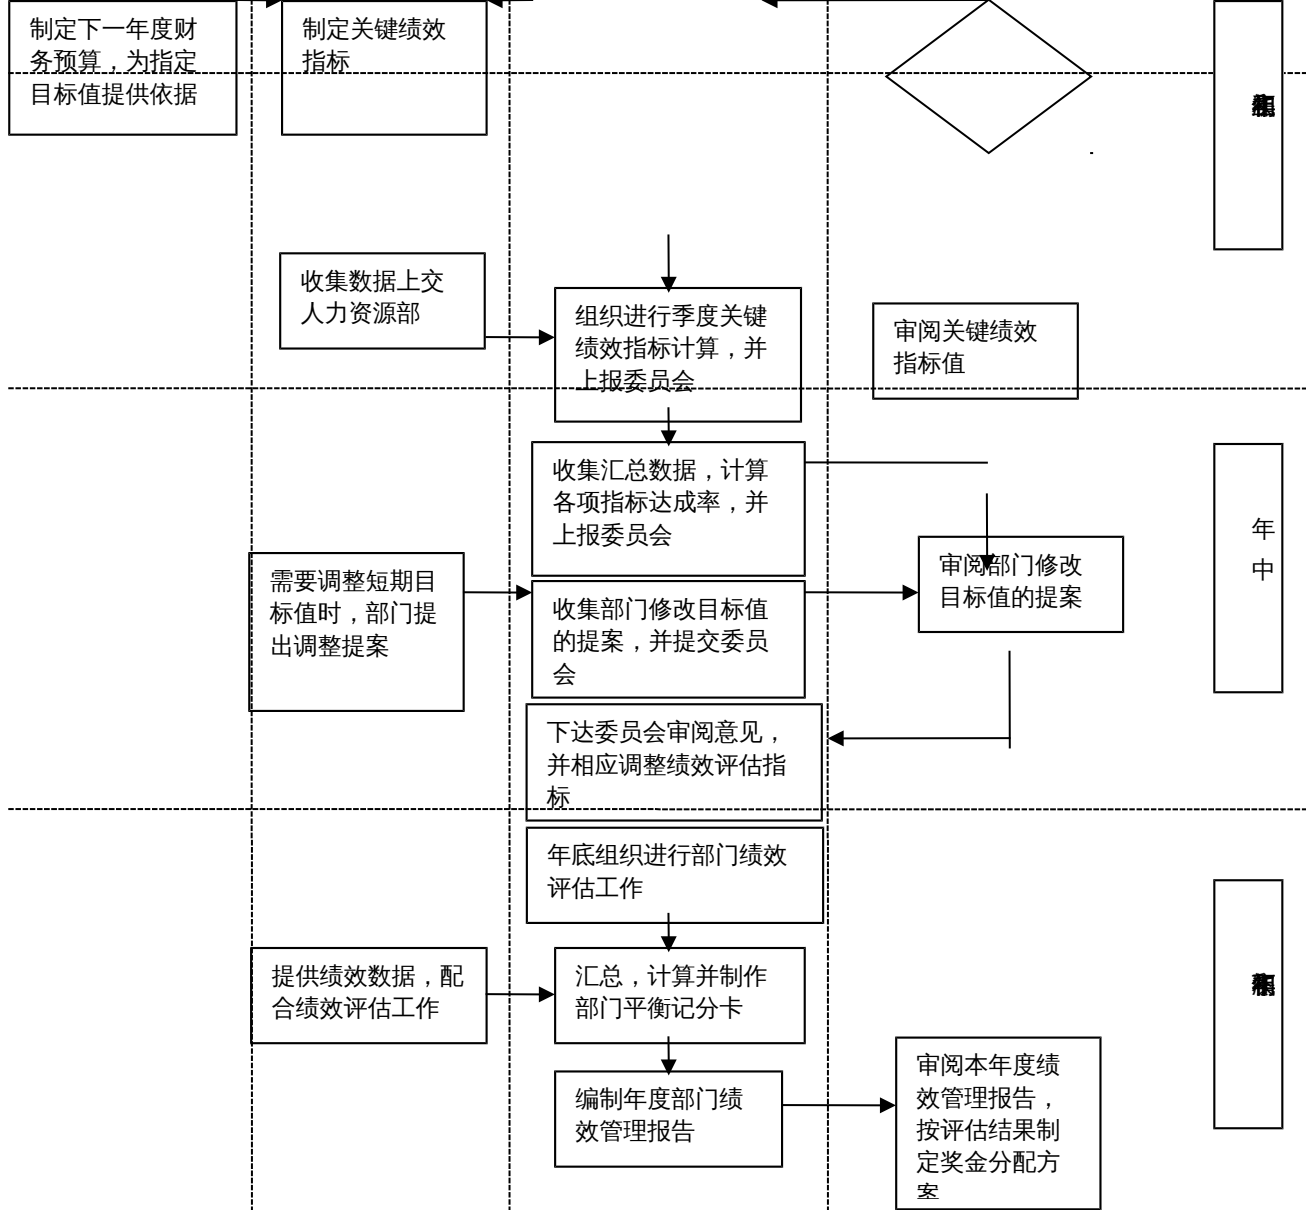 制定下一年度财
务预算，为指定
目标值提供依据
制定关键绩效
指标
收集数据上交
人力资源部
组织进行季度关键
绩效指标计算，并
上报委员会
审阅关键绩效
指标值
收集汇总数据，计算
各项指标达成率，并
上报委员会
年
中
需要调整短期目
标值时，部门提
出调整提案
收集部门修改目标值
的提案，并提交委员
会
审阅部门修改
目标值的提案
下达委员会审阅意见，
并相应调整绩效评估指
标
年底组织进行部门绩效
评估工作
提供绩效数据，配
合绩效评估工作
汇总，计算并制作
部门平衡记分卡
编制年度部门绩
效管理报告
审阅本年度绩
效管理报告，
按评估结果制
定奖金分配方
案